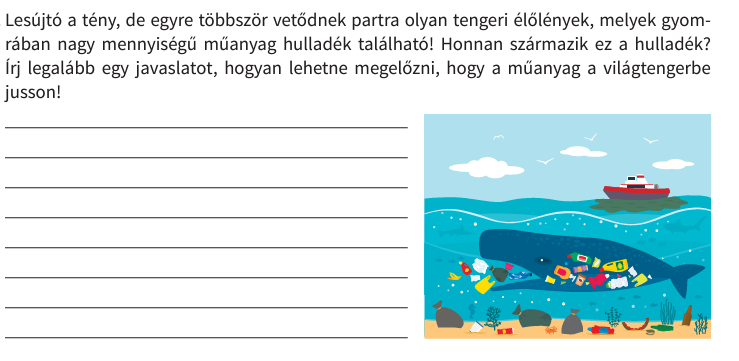 Lesújtó a tény, de egyre többször vetődnek partra olyan tengeri élőlények, melyek gyom-
rában nagy mennyiségű műanyag hulladék található! Honnan származik ez a hulladék?
Írj legalább egy javaslatot, hogyan lehetne megelőzni, hogy a műanyag a világtengerbe
jusson!